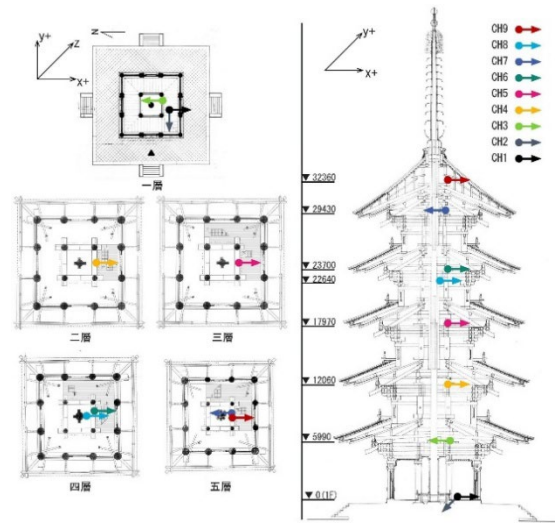 y+
z
x+
N
一層
二層
三層
四層
五層
y+
x+
▼32360
▼29430
▼23700
▼22640
▼17970
▼12060
▼5990
▼0(1F)
CH9
CH8
CH7
CH6
CH5
CH4
CH3
CH2
CH1